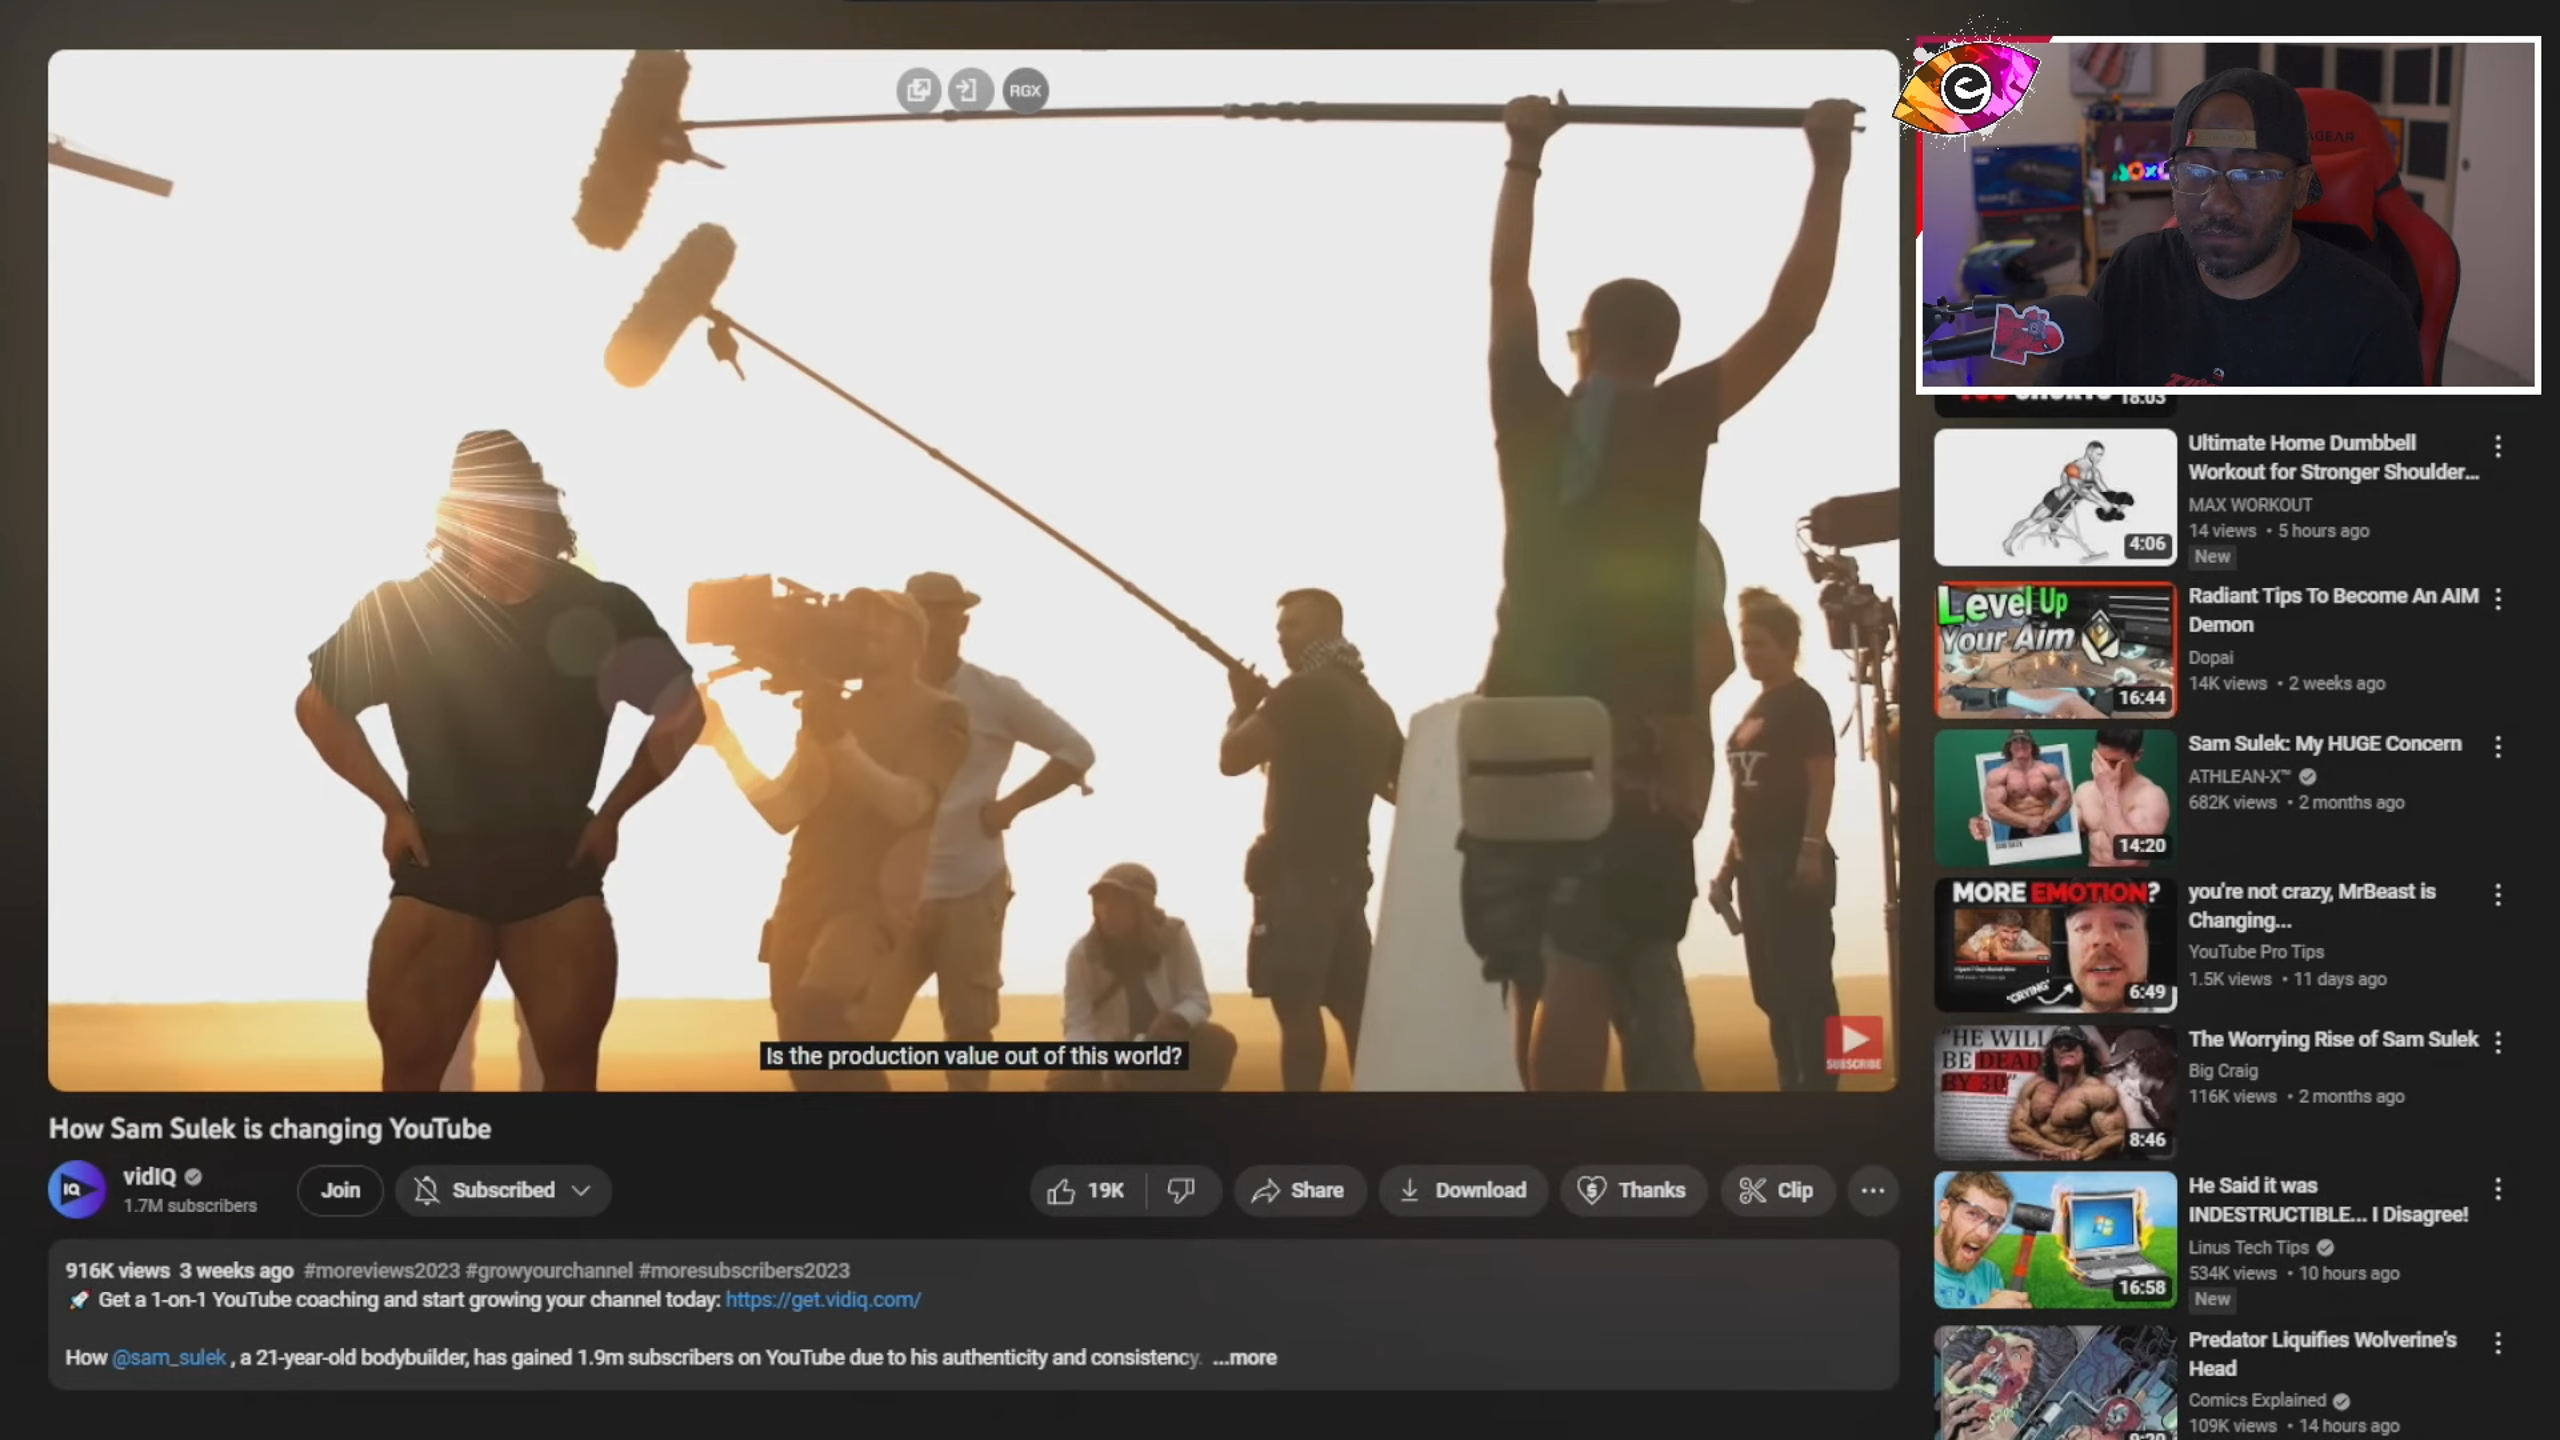 RGX
Is the production value out of this world?
SUBSCRIBE
How Sam Sulek is changing YouTube
IQ
vidIQ
1.7M subscribers
Join
Subscribed
19K
Share
Download
Thanks
Clip
916K views 3 weeks ago #moreviews2023 #growyourchannel #moresubscribers2023
🚀 Get a 1-on-1 YouTube coaching and start growing your channel today: https://get.vidiq.com/
How @sam_sulek , a 21-year-old bodybuilder, has gained 1.9m subscribers on YouTube due to his authenticity and consistency. ...more
18:03
4:06
Ultimate Home Dumbbell
Workout for Stronger Shoulder...
MAX WORKOUT
14 views • 5 hours ago
New
Level Up
Your Aim
16:44
Radiant Tips To Become An AIM
Demon
Dopai
14K views • 2 weeks ago
14:20
Sam Sulek: My HUGE Concern
ATHLEAN-X™
682K views • 2 months ago
MORE EMOTION?
"CRYING"
6:49
you're not crazy, MrBeast is
Changing...
YouTube Pro Tips
1.5K views • 11 days ago
"HE WILL
BE DEAD
BY 30"
8:46
The Worrying Rise of Sam Sulek
Big Craig
116K views • 2 months ago
16:58
He Said it was
INDESTRUCTIBLE... I Disagree!
Linus Tech Tips
534K views • 10 hours ago
New
Predator Liquifies Wolverine's
Head
Comics Explained
109K views • 14 hours ago